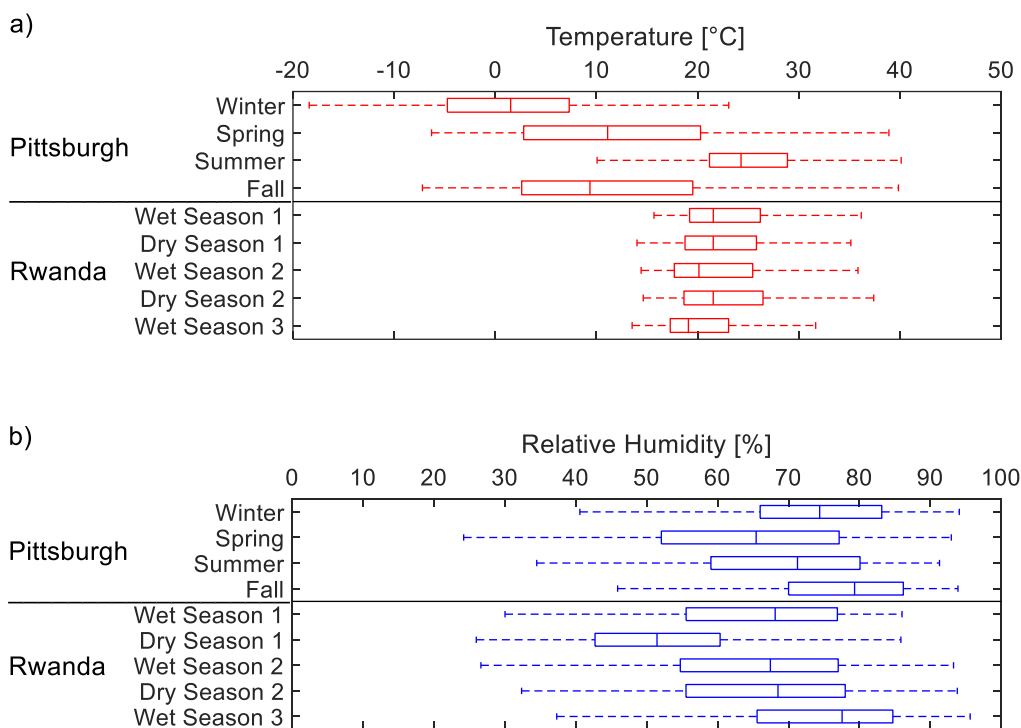 a)
Temperature [°C]
-20 -10 0 10 20 30 40 50
Pittsburgh
Winter
Spring
Summer
Fall
Rwanda
Wet Season 1
Dry Season 1
Wet Season 2
Dry Season 2
Wet Season 3
b)
Relative Humidity [%]
0 10 20 30 40 50 60 70 80 90 100
Pittsburgh
Winter
Spring
Summer
Fall
Rwanda
Wet Season 1
Dry Season 1
Wet Season 2
Dry Season 2
Wet Season 3